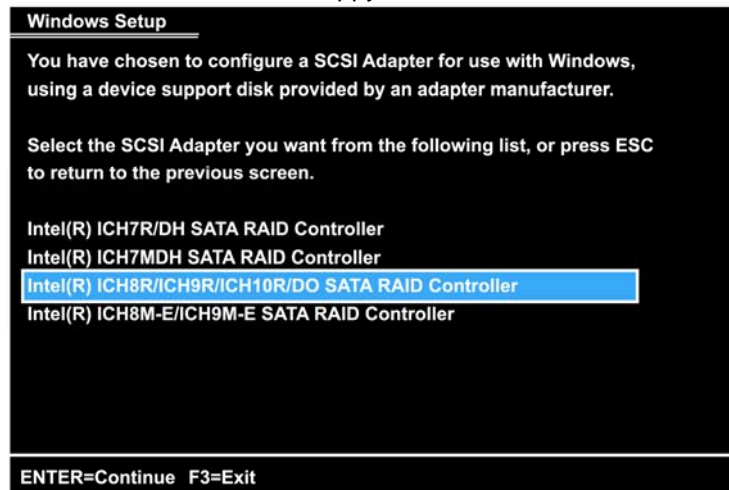 Windows Setup
You have chosen to configure a SCSI Adapter for use with Windows,
using a device support disk provided by an adapter manufacturer.
Select the SCSI Adapter you want from the following list, or press ESC
to return to the previous screen.
Intel(R) ICH7R/DH SATA RAID Controller
Intel(R) ICH7MDH SATA RAID Controller
Intel(R) ICH8R/ICH9R/ICH10R/DO SATA RAID Controller
Intel(R) ICH8M-E/ICH9M-E SATA RAID Controller
ENTER=Continue F3=Exit